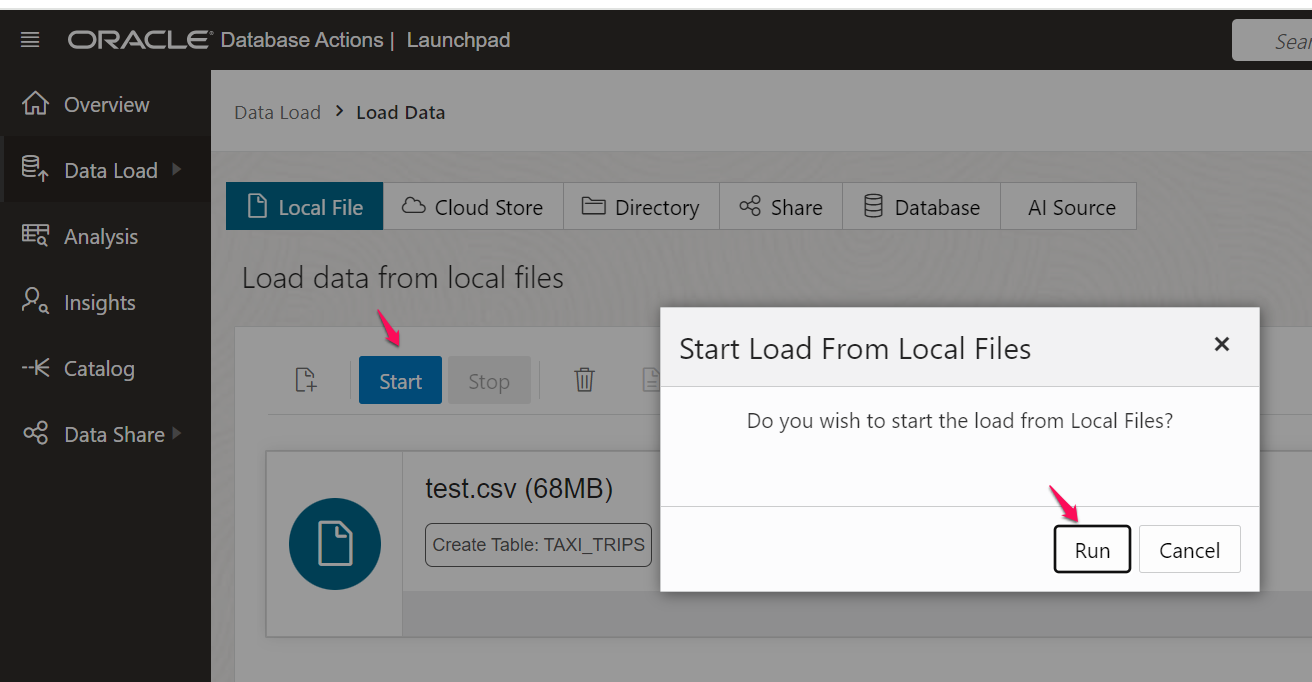 ORACLE Database Actions | Launchpad
Overview
Data Load
Analysis
Insights
Catalog
Data Share
Data Load > Load Data
Local File
Cloud Store
Directory
Share
Database
AI Source
Load data from local files
Start
Stop
test.csv (68MB)
Create Table: TAXI_TRIPS
Start Load From Local Files
Do you wish to start the load from Local Files?
Run
Cancel